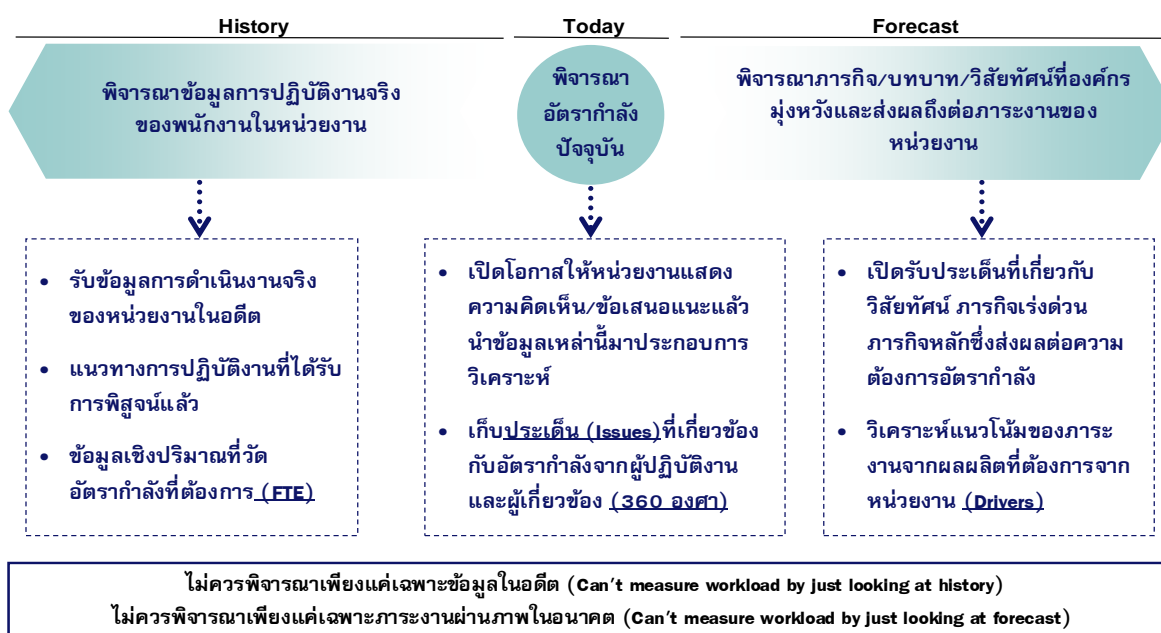 History
Today
Forecast
พิจารณาข้อมูลการปฏิบัติงานจริง
ของพนักงานในหน่วยงาน
พิจารณา
อัตรากำลัง
ปัจจุบัน
พิจารณาภารกิจ/บทบาท/วิสัยทัศน์ที่องค์กร
มุ่งหวังและส่งผลถึงต่อภาระงานของ
หน่วยงาน
• รับข้อมูลการดำเนินงานจริง
ของหน่วยงานในอดีต
• แนวทางการปฏิบัติงานที่ได้รับ
การพิสูจน์แล้ว
• ข้อมูลเชิงปริมาณที่วัด
อัตรากำลังที่ต้องการ (FTE)
• เปิดโอกาสให้หน่วยงานแสดง
ความคิดเห็น/ข้อเสนอแนะแล้ว
นำข้อมูลเหล่านี้มาประกอบการ
วิเคราะห์
• เก็บประเด็น (Issues)ที่เกี่ยวข้อง
กับอัตรากำลังจากผู้ปฏิบัติงาน
และผู้เกี่ยวข้อง (360 องศา)
• เปิดรับประเด็นที่เกี่ยวกับ
วิสัยทัศน์ ภารกิจเร่งด่วน
ภารกิจหลักซึ่งส่งผลต่อความ
ต้องการอัตรากำลัง
• วิเคราะห์แนวโน้มของภาระ
งานจากผลผลิตที่ต้องการจาก
หน่วยงาน (Drivers)
ไม่ควรพิจารณาเพียงแค่เฉพาะข้อมูลในอดีต (Can't measure workload by just looking at history)
ไม่ควรพิจารณาเพียงแค่เฉพาะภาระงานผ่านภาพในอนาคต (Can't measure workload by just looking at forecast)